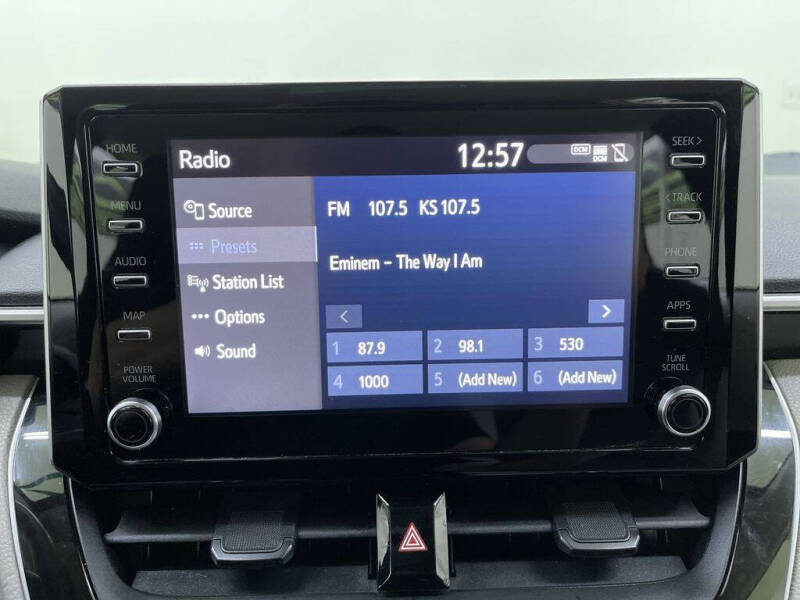 HOME
MENU
AUDIO
MAP
POWER
VOLUME
Radio
12:57
DCM
DCM
Source
Presets
Station List
Options
Sound
FM 107.5 KS 107.5
Eminem - The Way I Am
<
>
1 87.9
2 98.1
3 530
4 1000
5 (Add New)
6 (Add New)
SEEK >
< TRACK
PHONE
APPS
TUNE
SCROLL